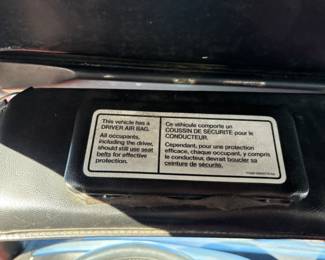 This vehicle has a
DRIVER AIR BAG.
All occupants,
including the driver,
should still use seat
belts for effective
protection.
Ce véhicule comporte un
COUSSIN DE SÉCURITÉ pour le
CONDUCTEUR.
Cependant, pour une protection
efficace, chaque occupant, y compris
le conducteur, devrait boucler sa
ceinture de sécurité.